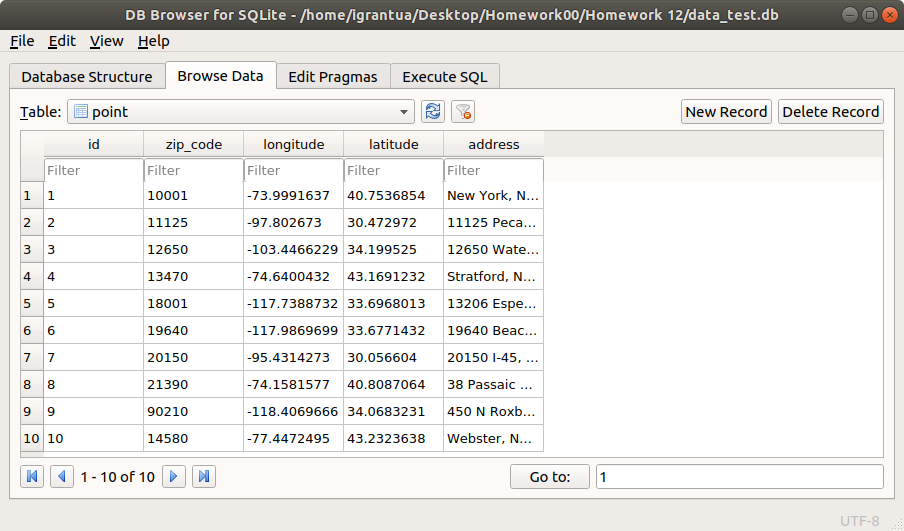 DB Browser for SQLite - /home/igrantua/Desktop/Homework00/Homework 12/data_test.db
File Edit View Help
Database Structure Browse Data Edit Pragmas Execute SQL
Table: point New Record Delete Record
id zip_code longitude latitude address
Filter Filter Filter Filter Filter
1 1 10001 -73.9991637 40.7536854 New York, N...
2 2 11125 -97.802673 30.472972 11125 Peca...
3 3 12650 -103.4466229 34.199525 12650 Wate...
4 4 13470 -74.6400432 43.1691232 Stratford, N...
5 5 18001 -117.7388732 33.6968013 13206 Espe...
6 6 19640 -117.9869699 33.6771432 19640 Beac...
7 7 20150 -95.4314273 30.056604 20150 I-45, ...
8 8 21390 -74.1581577 40.8087064 38 Passaic ...
9 9 90210 -118.4069666 34.0683231 450 N Roxb...
10 10 14580 -77.4472495 43.2323638 Webster, N...
1 - 10 of 10 Go to: 1
UTF-8